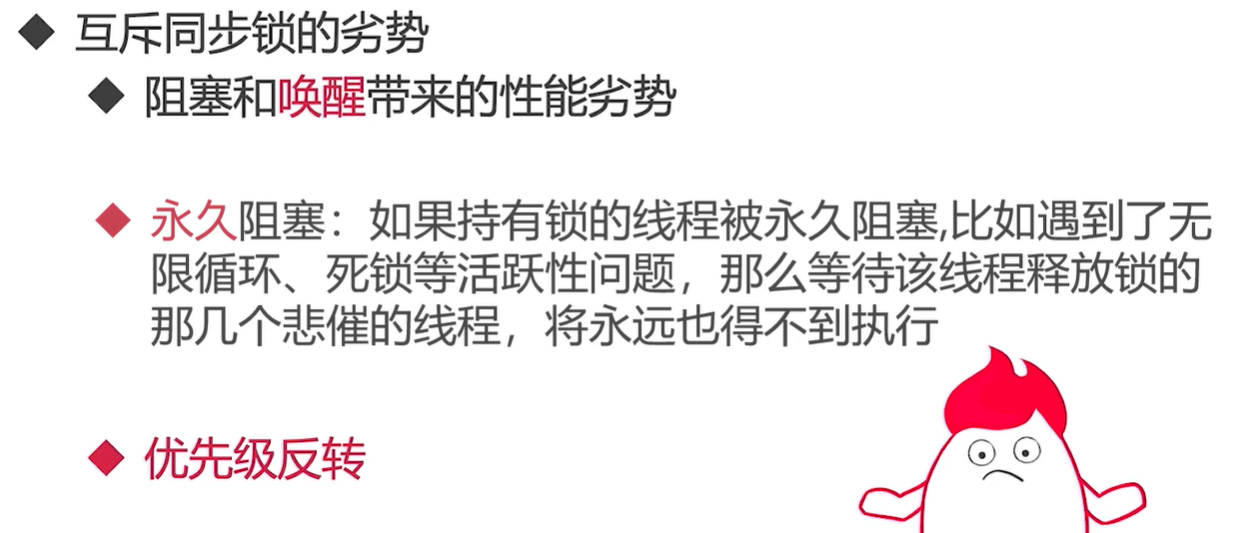 互斥同步锁的劣势
阻塞和唤醒带来的性能劣势
永久阻塞：如果持有锁的线程被永久阻塞,比如遇到了无
限循环、死锁等活跃性问题，那么等待该线程释放锁的
那几个悲催的线程，将永远也得不到执行
优先级反转